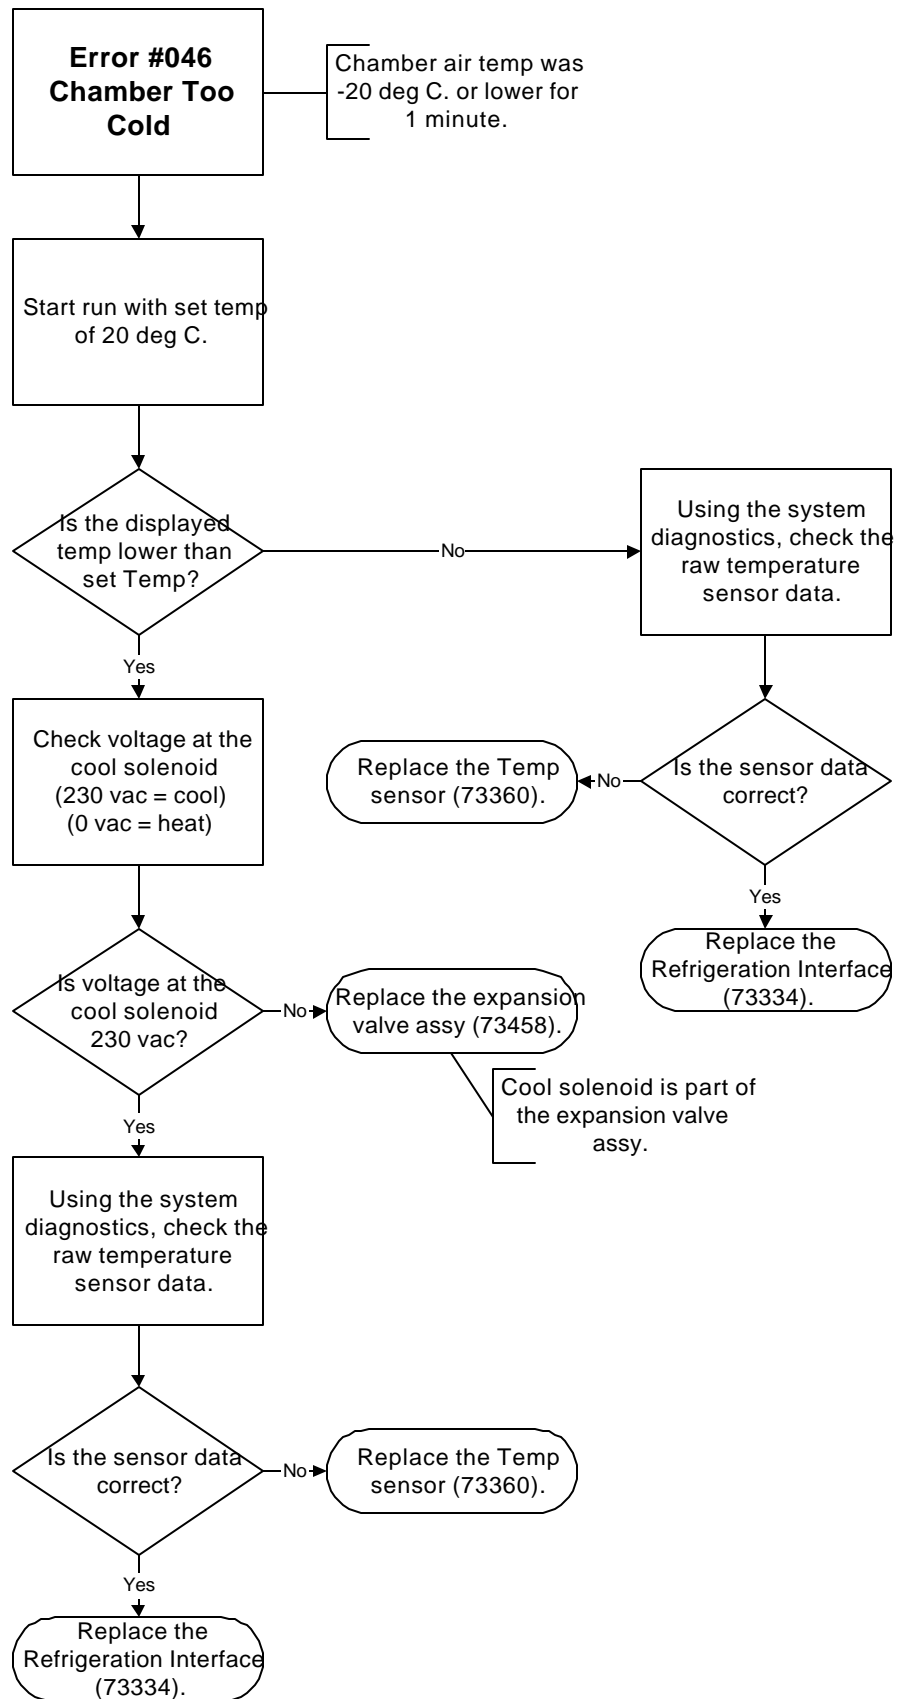 Error #046
Chamber Too
Cold
Chamber air temp was
-20 deg C. or lower for
1 minute.
Start run with set temp
of 20 deg C.
Is the displayed
temp lower than
set Temp?
No
Using the system
diagnostics, check the
raw temperature
sensor data.
Yes
Check voltage at the
cool solenoid
(230 vac = cool)
(0 vac = heat)
Replace the Temp
sensor (73360).
No
Is the sensor data
correct?
Yes
Replace the
Refrigeration Interface
(73334).
Is voltage at the
cool solenoid
230 vac?
No
Replace the expansion
valve assy (73458).
Cool solenoid is part of
the expansion valve
assy.
Yes
Using the system
diagnostics, check the
raw temperature
sensor data.
Is the sensor data
correct?
No
Replace the Temp
sensor (73360).
Yes
Replace the
Refrigeration Interface
(73334).